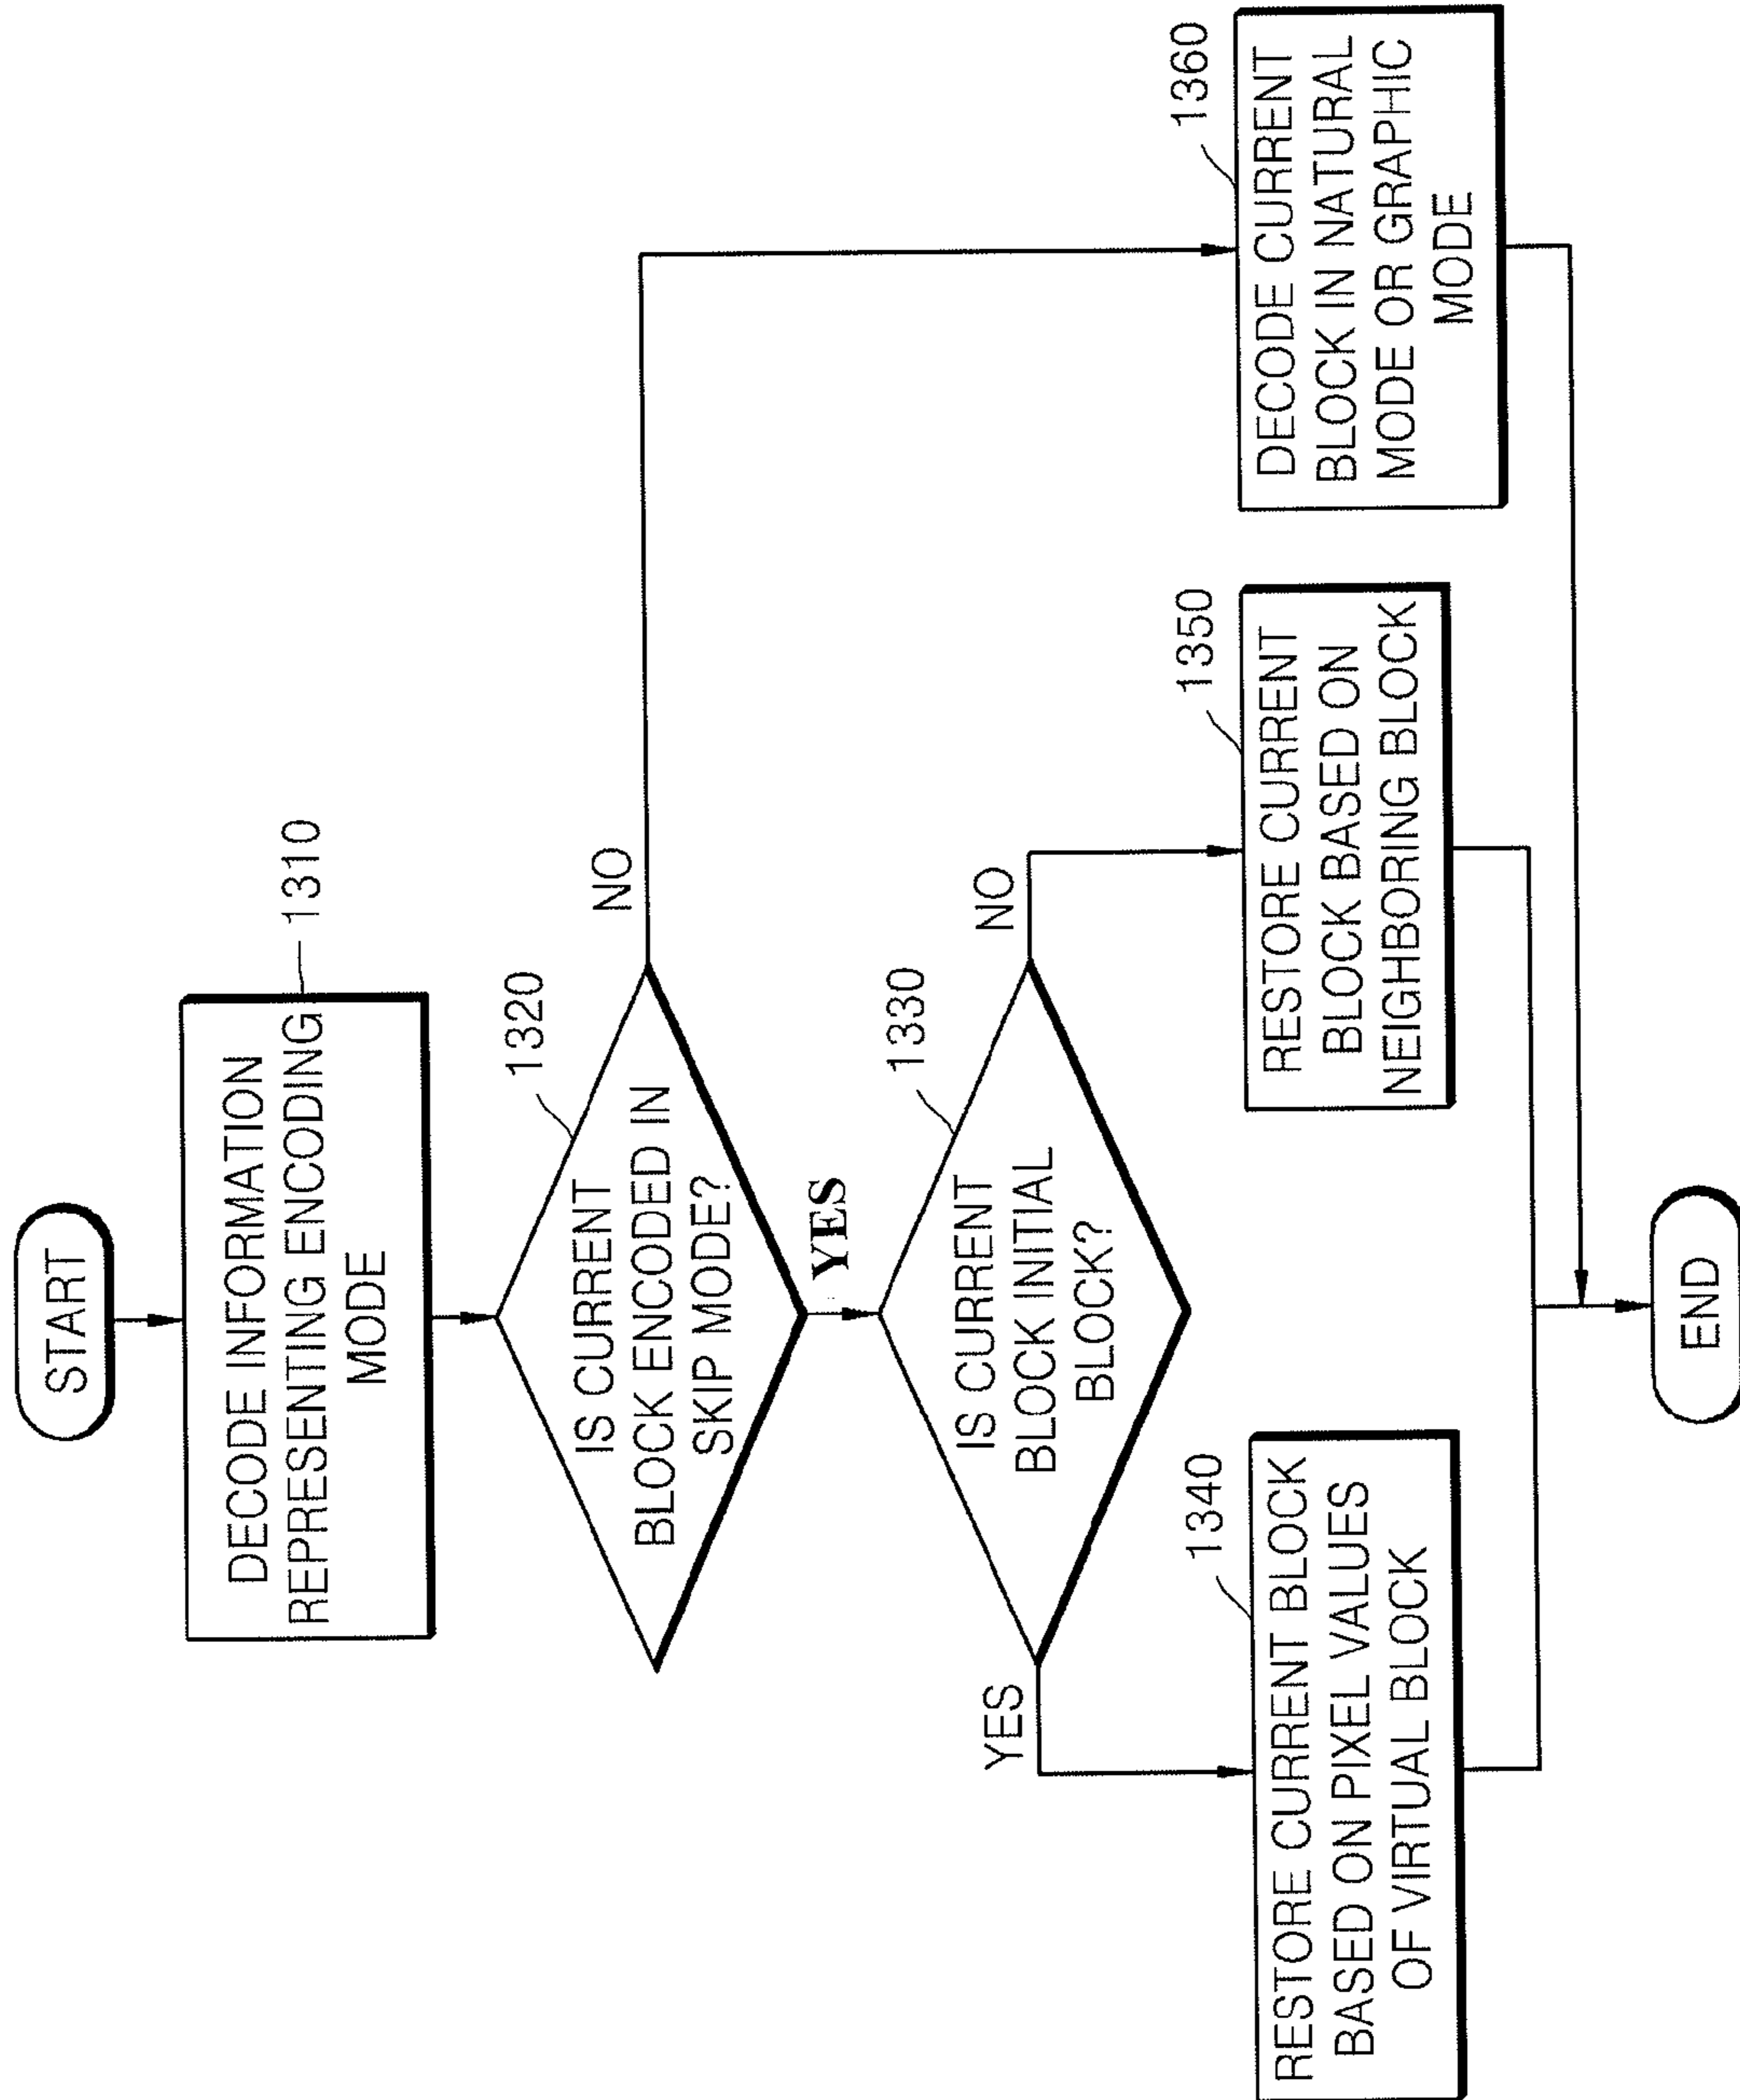 START
DECODE INFORMATION
REPRESENTING ENCODING
MODE
1310
IS CURRENT
BLOCK ENCODED IN
SKIP MODE?
1320
NO
YES
IS CURRENT
BLOCK INITIAL
BLOCK?
1330
YES
NO
RESTORE CURRENT BLOCK
BASED ON PIXEL VALUES
OF VIRTUAL BLOCK
1340
RESTORE CURRENT
BLOCK BASED ON
NEIGHBORING BLOCK
1350
DECODE CURRENT
BLOCK IN NATURAL
MODE OR GRAPHIC
MODE
1360
END